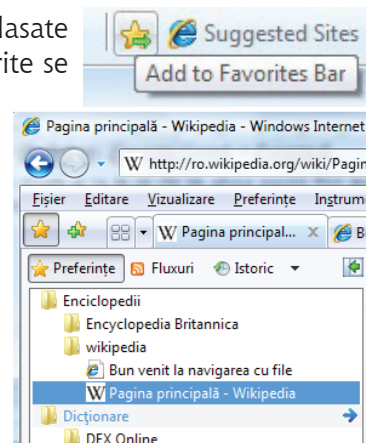 lasate
rite se
Suggested Sites
Add to Favorites Bar
Pagina principală - Wikipedia - Windows Internet
W http://ro.wikipedia.org/wiki/Pagin
Fișier Editare Vizualizare Preferințe Instrum
W Pagina principal... x B
Preferințe Fluxuri Istoric
Enciclopedii
Encyclopedia Britannica
wikipedia
Bun venit la navigarea cu file
W Pagina principală - Wikipedia
Dicționare
DEX Online